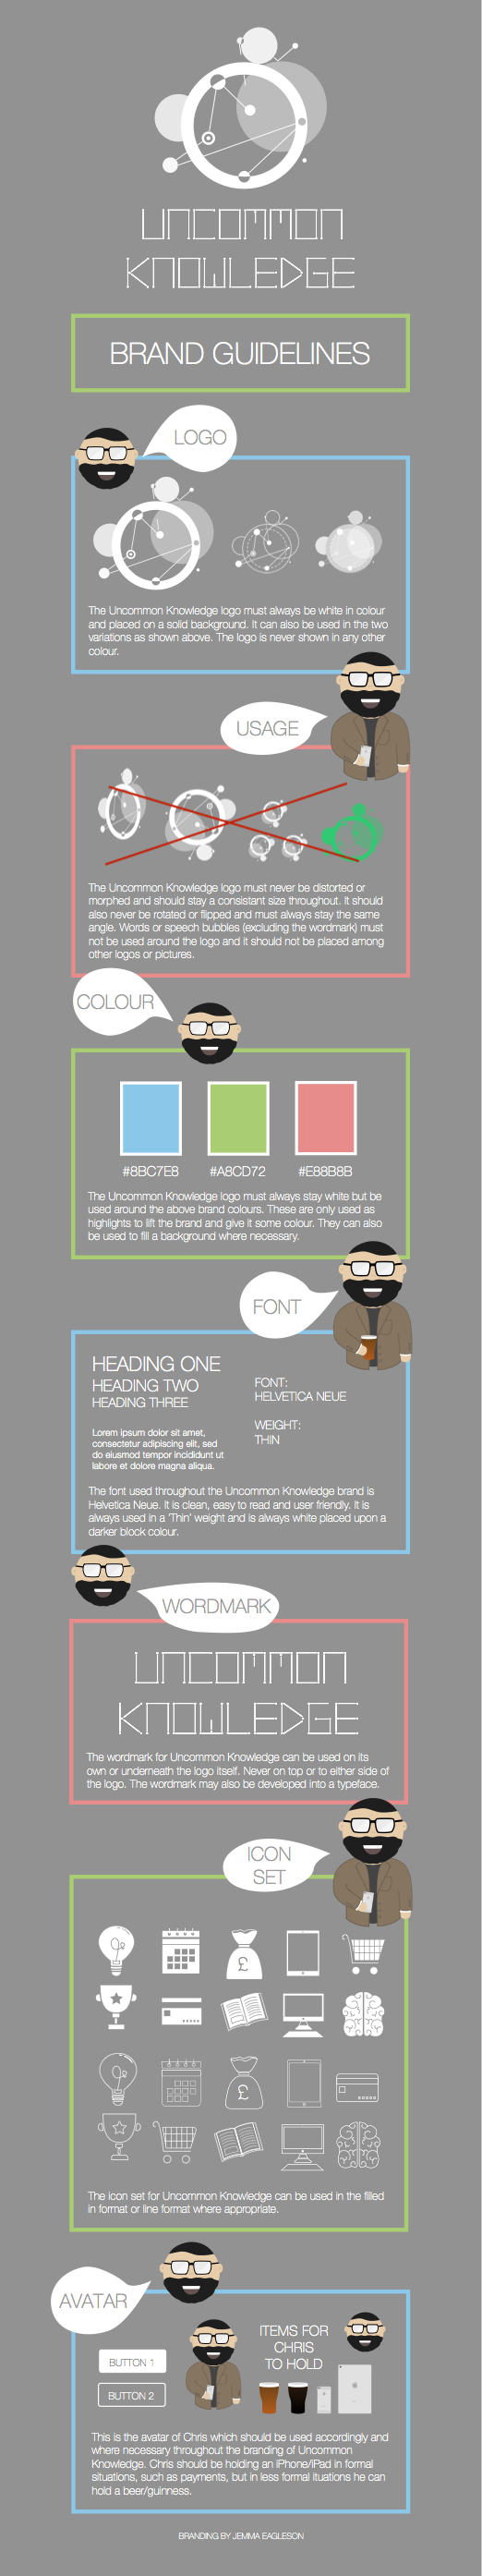 UNCOMMON
KNOWLEDGE
BRAND GUIDELINES
LOGO
The Uncommon Knowledge logo must always be white in colour
and placed on a solid background. It can also be used in the two
variations as shown above. The logo is never shown in any other
colour.
USAGE
The Uncommon Knowledge logo must never be distorted or
morphed and should stay a consistant size throughout. It should
also never be rotated or flipped and must always stay the same
angle. Words or speech bubbles (excluding the wordmark) must
not be used around the logo and it should not be placed among
other logos or pictures.
COLOUR
#8BC7E8 #A8CD72 #E88B8B
The Uncommon Knowledge logo must always stay white but be
used around the above brand colours. These are only used as
highlights to lift the brand and give it some colour. They can also
be used to fill a background where necessary.
FONT
HEADING ONE
HEADING TWO
HEADING THREE
Lorem ipsum dolor sit amet,
consectetur adipiscing elit, sed
do eiusmod tempor incididunt ut
labore et dolore magna aliqua.
FONT:
HELVETICA NEUE
WEIGHT:
THIN
The font used throughout the Uncommon Knowledge brand is
Helvetica Neue. It is clean, easy to read and user friendly. It is
always used in a 'Thin' weight and is always white placed upon a
darker block colour.
WORDMARK
UNCOMMON
KNOWLEDGE
The wordmark for Uncommon Knowledge can be used on its
own or underneath the logo itself. Never on top or to either side of
the logo. The wordmark may also be developed into a typeface.
ICON
SET
£
£
The icon set for Uncommon Knowledge can be used in the filled
in format or line format where appropriate.
AVATAR
BUTTON 1
BUTTON 2
ITEMS FOR
CHRIS
TO HOLD
This is the avatar of Chris which should be used accordingly and
where necessary throughout the branding of Uncommon
Knowledge. Chris should be holding an iPhone/iPad in formal
situations, such as payments, but in less formal ituations he can
hold a beer/guinness.
BRANDING BY JEMMA EAGLESON